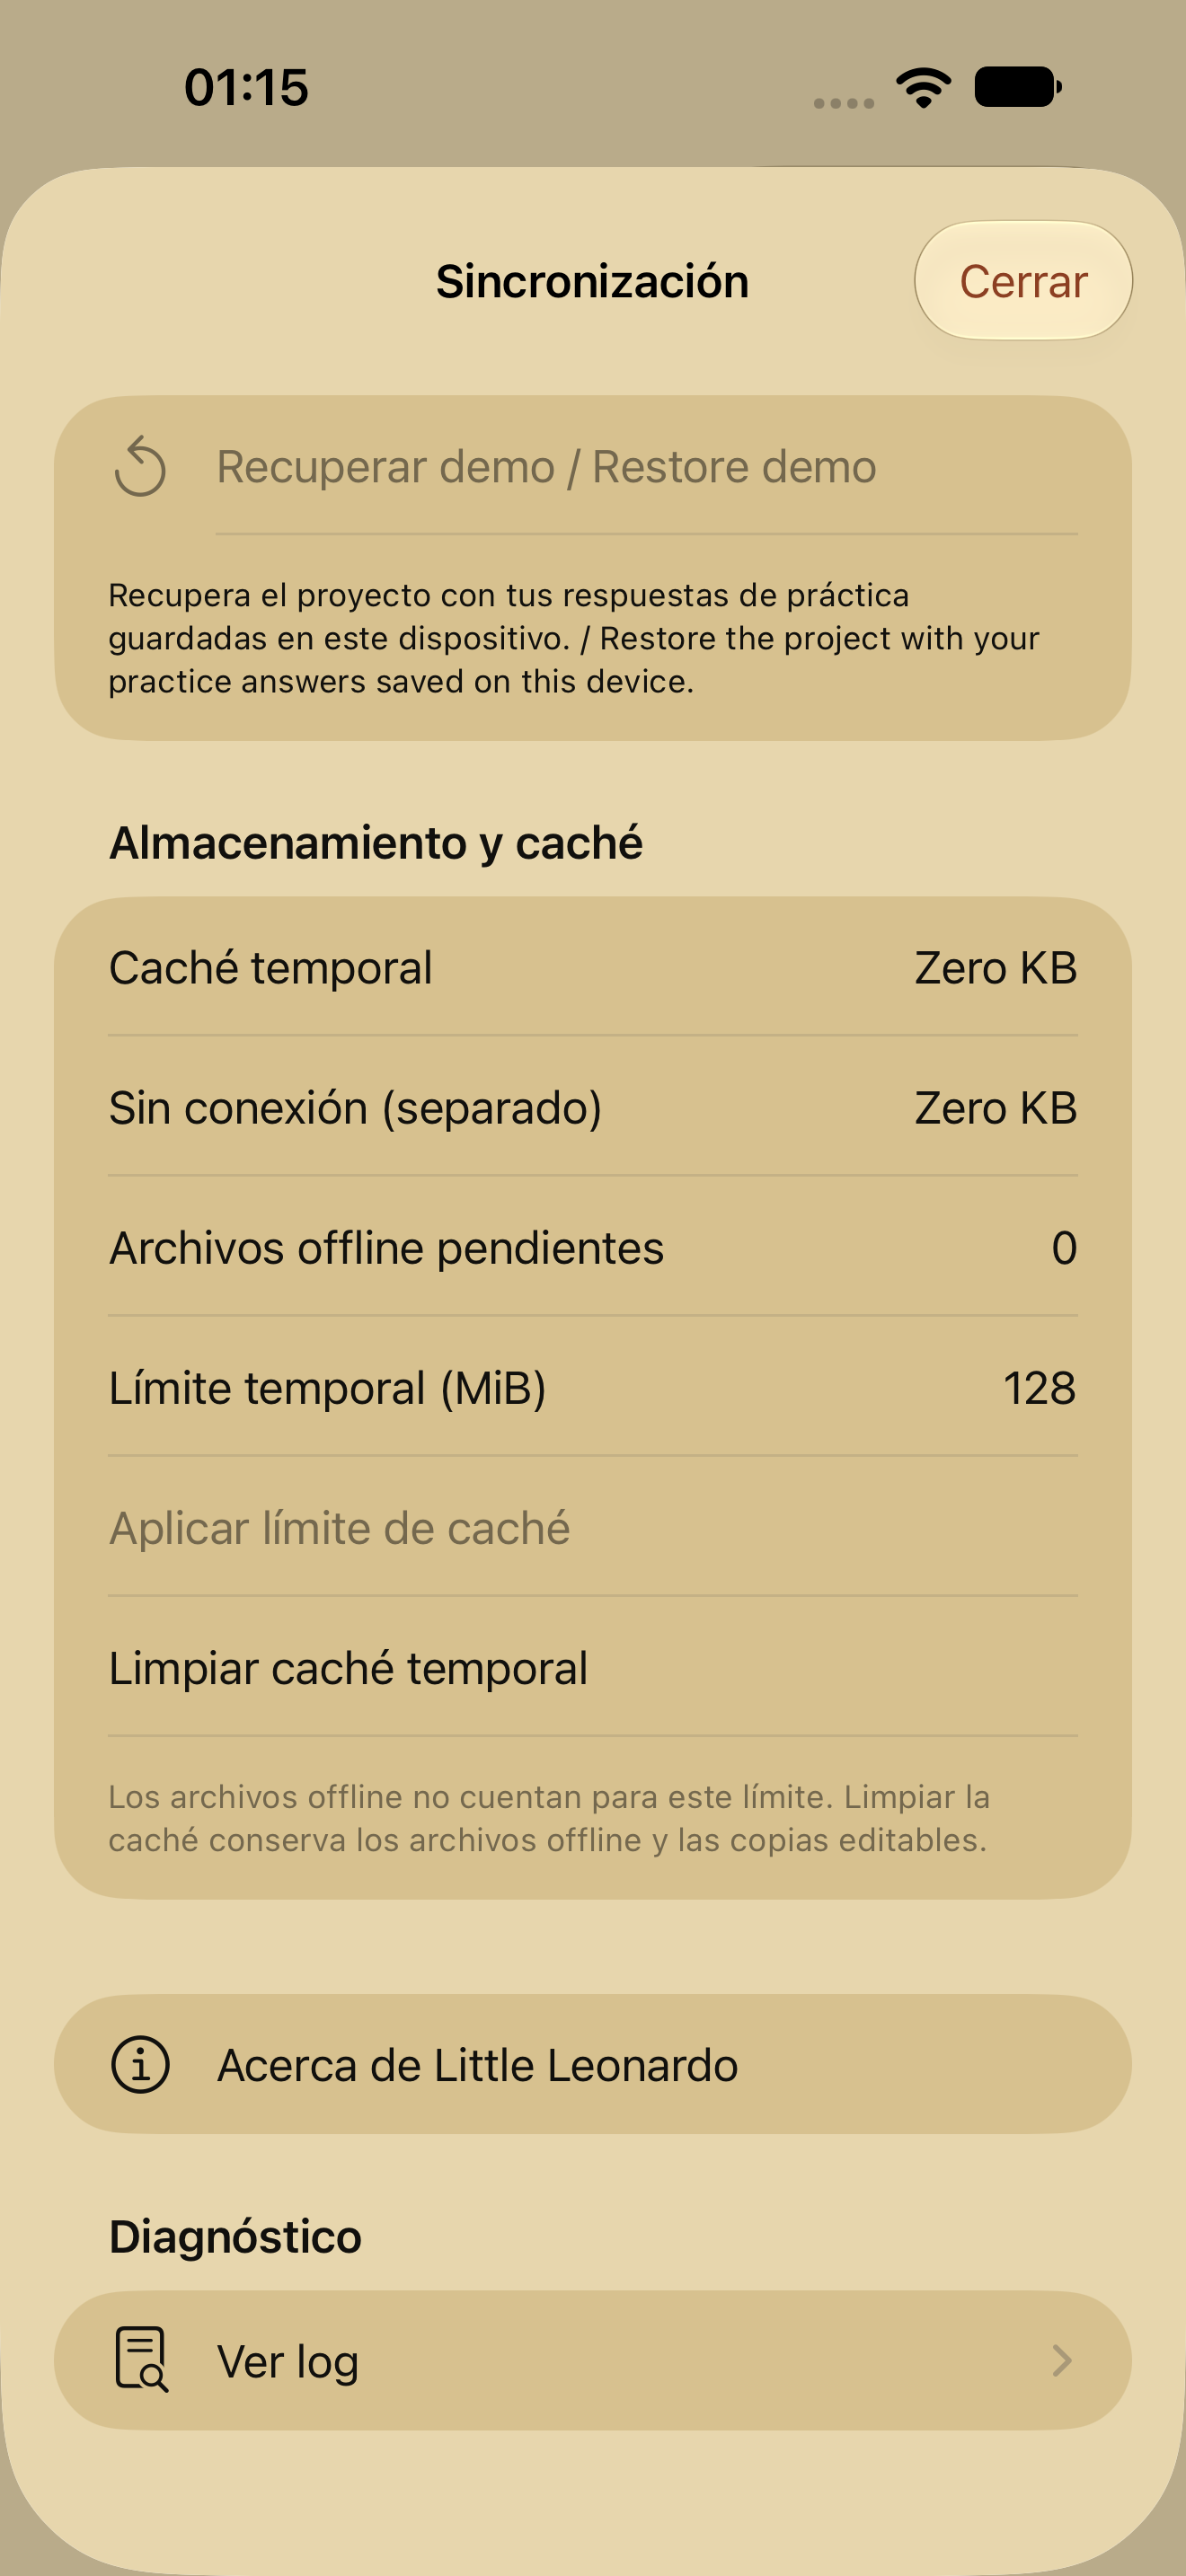 01:15
Sincronización
Cerrar
Recuperar demo / Restore demo
Recupera el proyecto con tus respuestas de práctica
guardadas en este dispositivo. / Restore the project with your
practice answers saved on this device.
Almacenamiento y caché
Caché temporal Zero KB
Sin conexión (separado) Zero KB
Archivos offline pendientes 0
Límite temporal (MiB) 128
Aplicar límite de caché
Limpiar caché temporal
Los archivos offline no cuentan para este límite. Limpiar la
caché conserva los archivos offline y las copias editables.
Acerca de Little Leonardo
Diagnóstico
Ver log